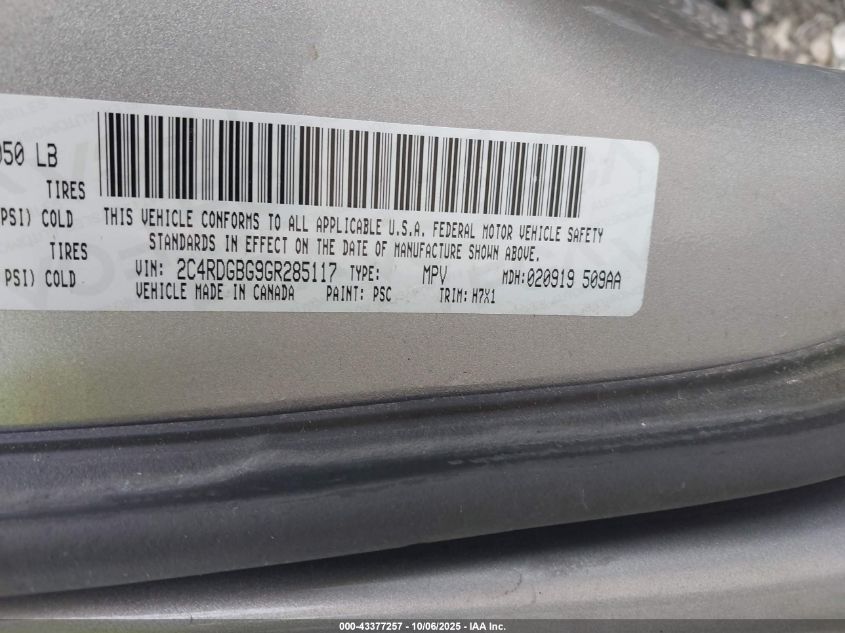 050 LB
TIRES
PSI) COLD
TIRES
PSI) COLD
THIS VEHICLE CONFORMS TO ALL APPLICABLE U.S.A. FEDERAL MOTOR VEHICLE SAFETY
STANDARDS IN EFFECT ON THE DATE OF MANUFACTURE SHOWN ABOVE.
VIN: 2C4RDGBG9GR285117 TYPE: MPV MDH:020919 509AA
VEHICLE MADE IN CANADA PAINT: PSC TRIM: H7X1
000-43377257 - 10/06/2025 - IAA Inc.